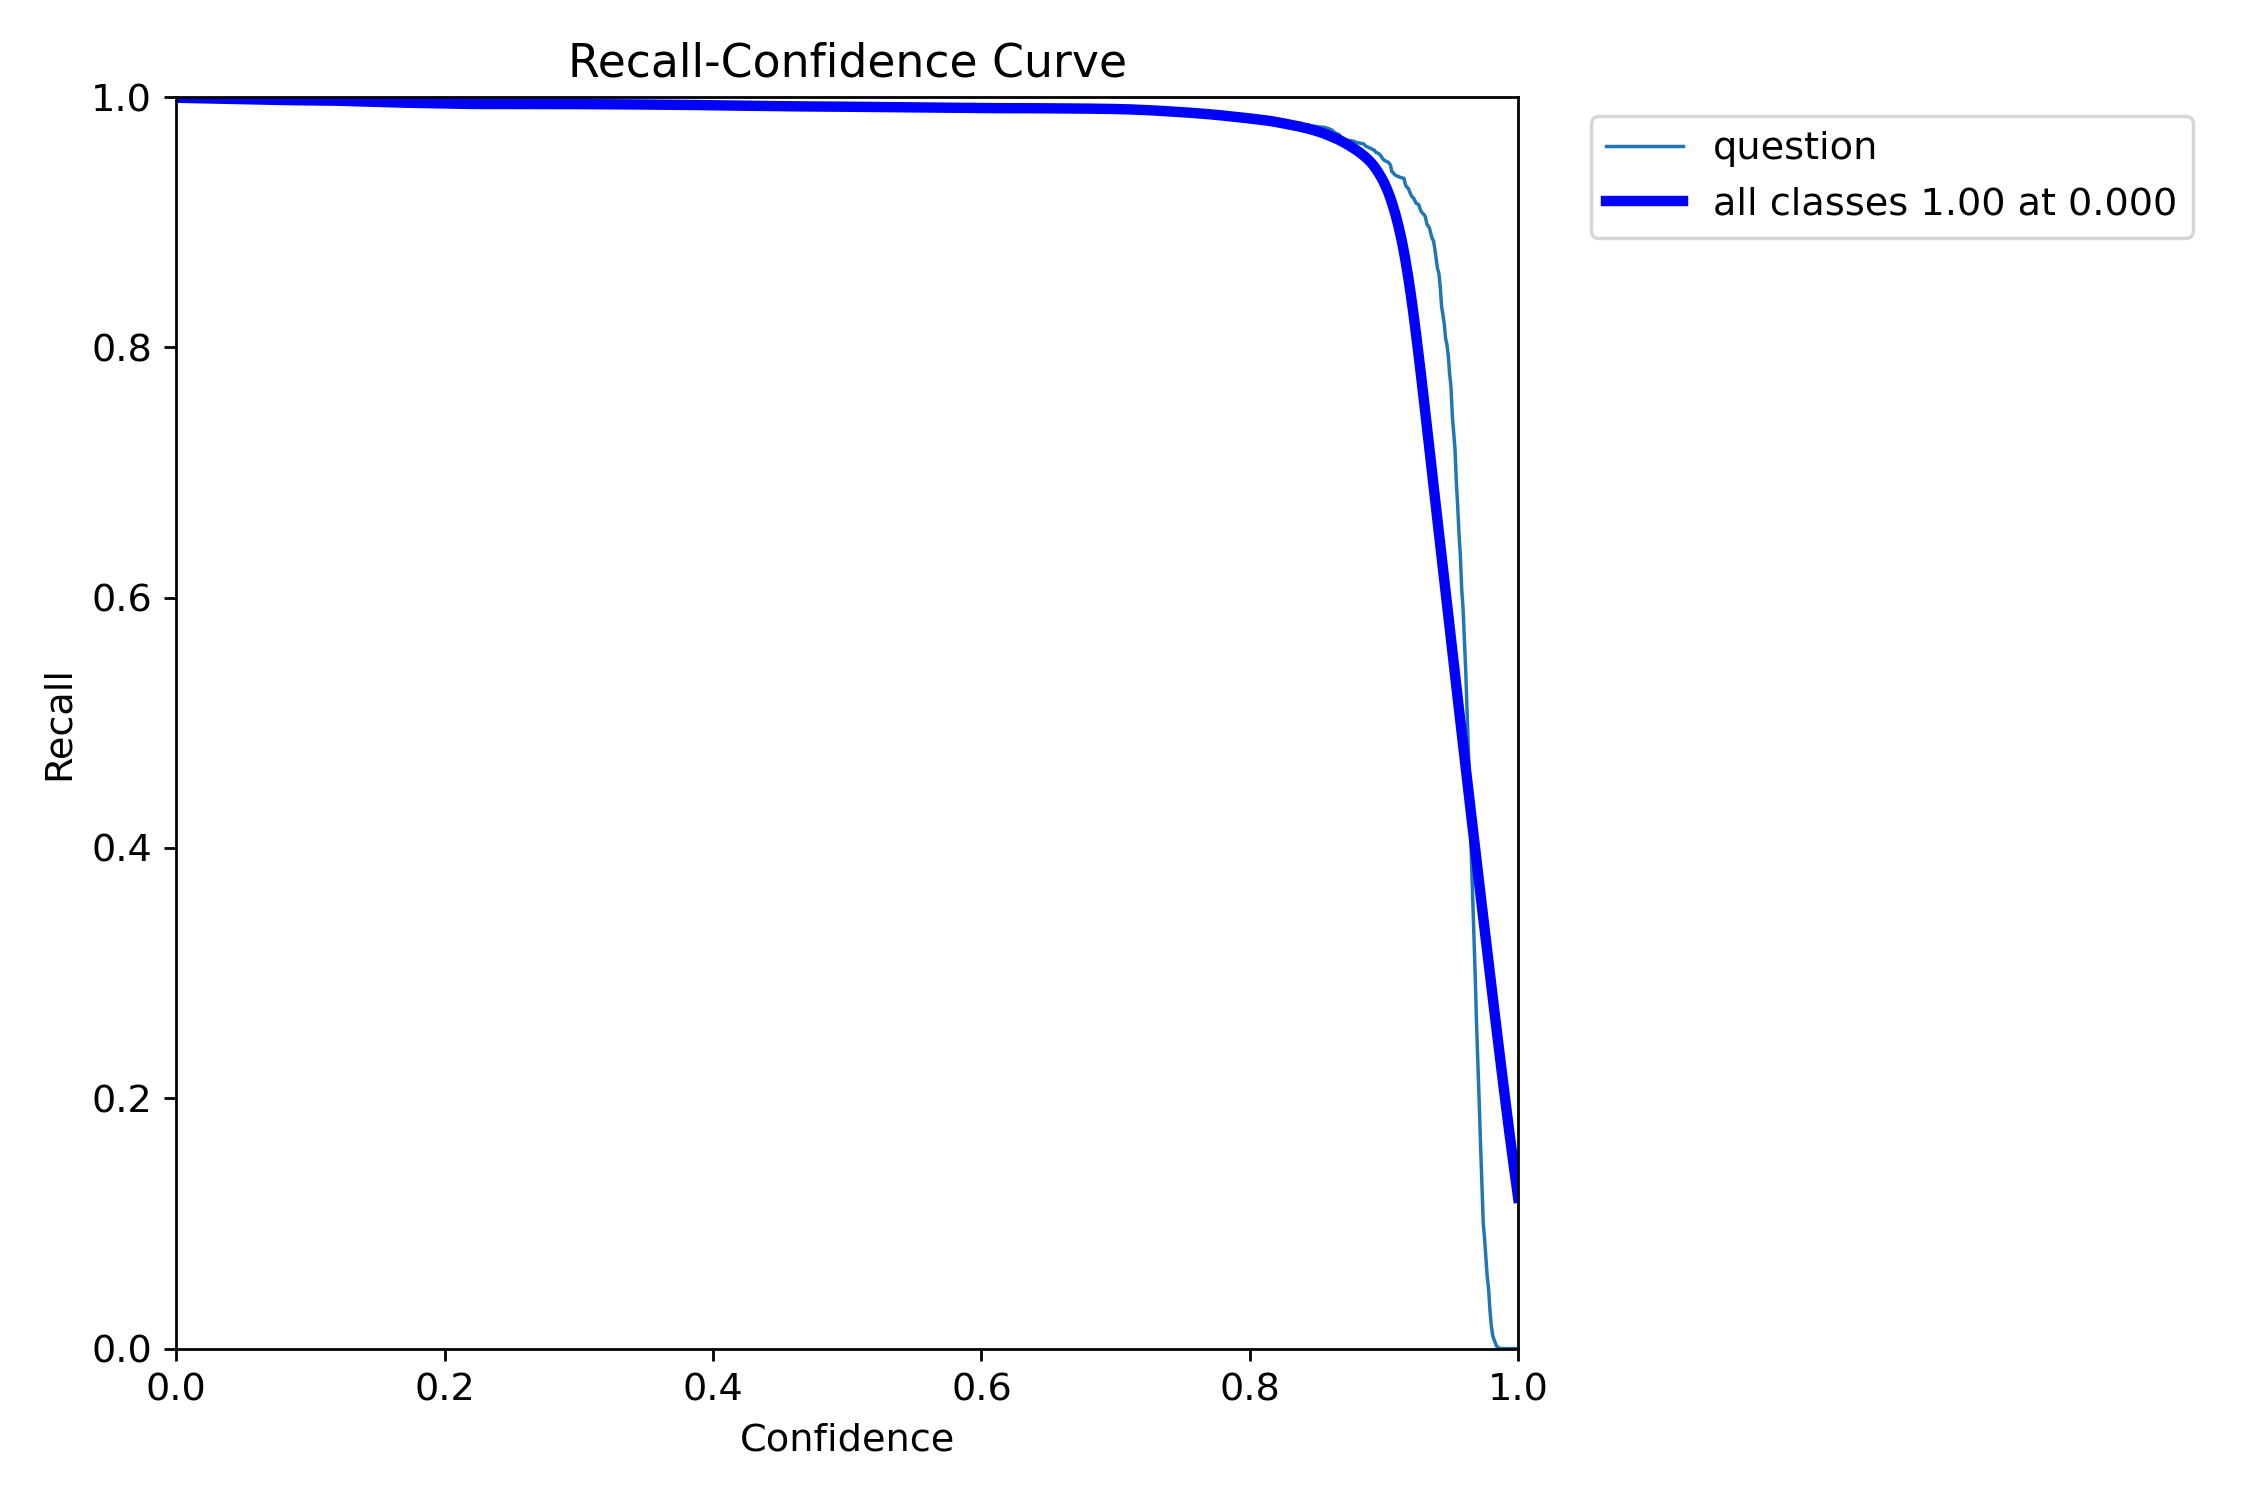 Recall-Confidence Curve
1.0
0.8
0.6
0.4
0.2
0.0
Recall
0.0 0.2 0.4 0.6 0.8 1.0
Confidence
question
all classes 1.00 at 0.000